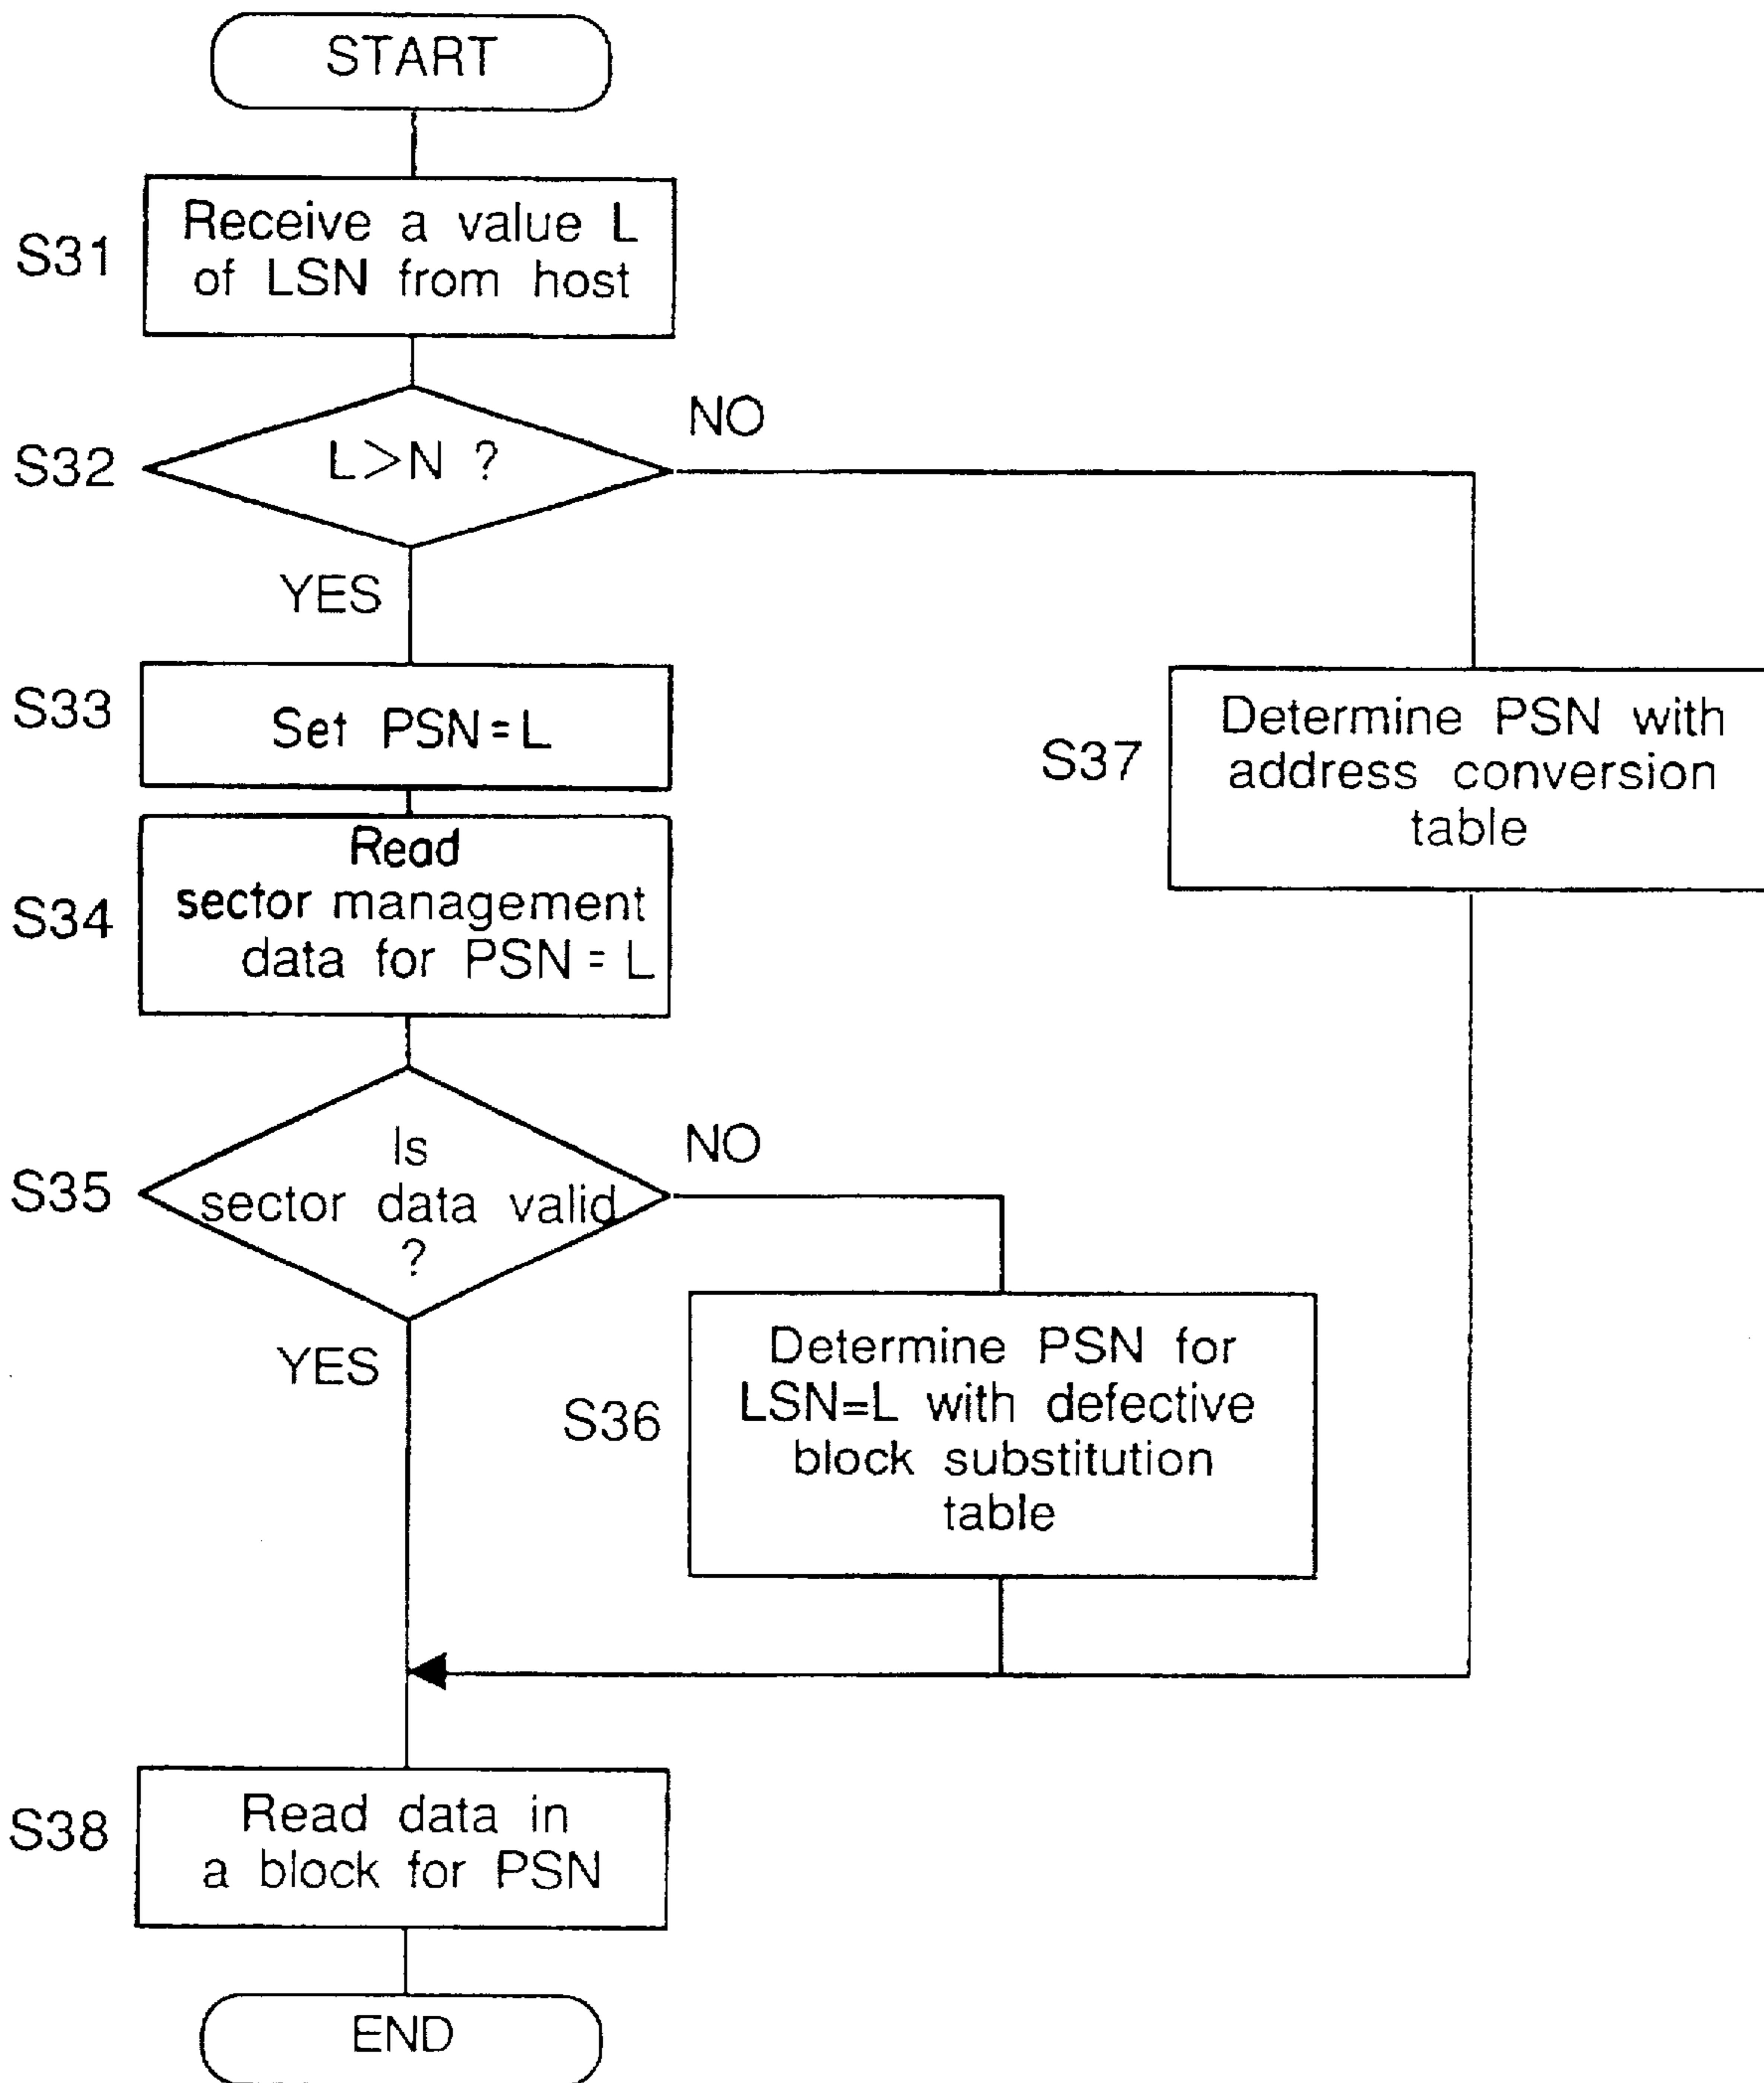 START
S31
Receive a value L
of LSN from host
S32
L>N ?
NO
YES
S33
Set PSN=L
S34
Read
sector management
data for PSN = L
S37
Determine PSN with
address conversion
table
S35
Is
sector data valid
?
NO
YES
S36
Determine PSN for
LSN=L with defective
block substitution
table
S38
Read data in
a block for PSN
END